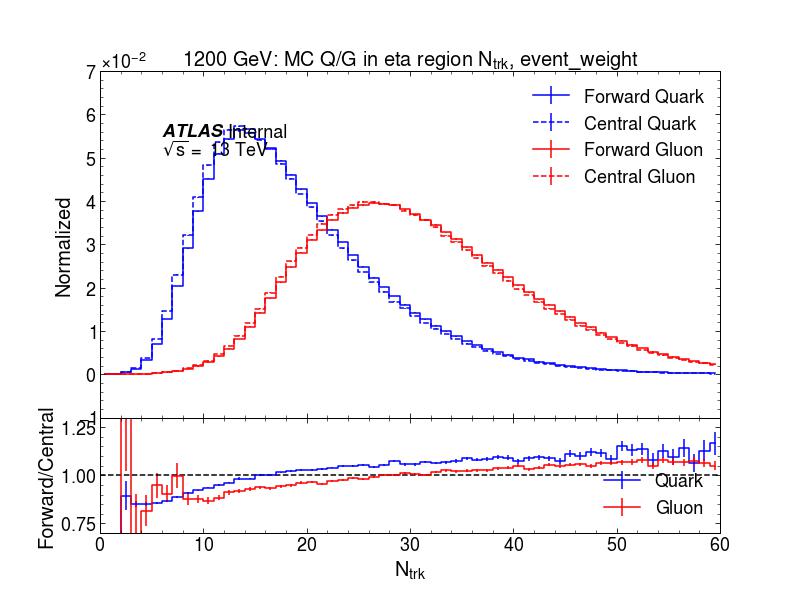 ×10⁻²
1200 GeV: MC Q/G in eta region Ntrk, event_weight
7
6
5
4
3
2
1
0
−1
Normalized
ATLAS Internal
√s = 13 TeV
Forward Quark
Central Quark
Forward Gluon
Central Gluon
1.25
1.00
0.75
Forward/Central
Quark
Gluon
0 10 20 30 40 50 60
Ntrk